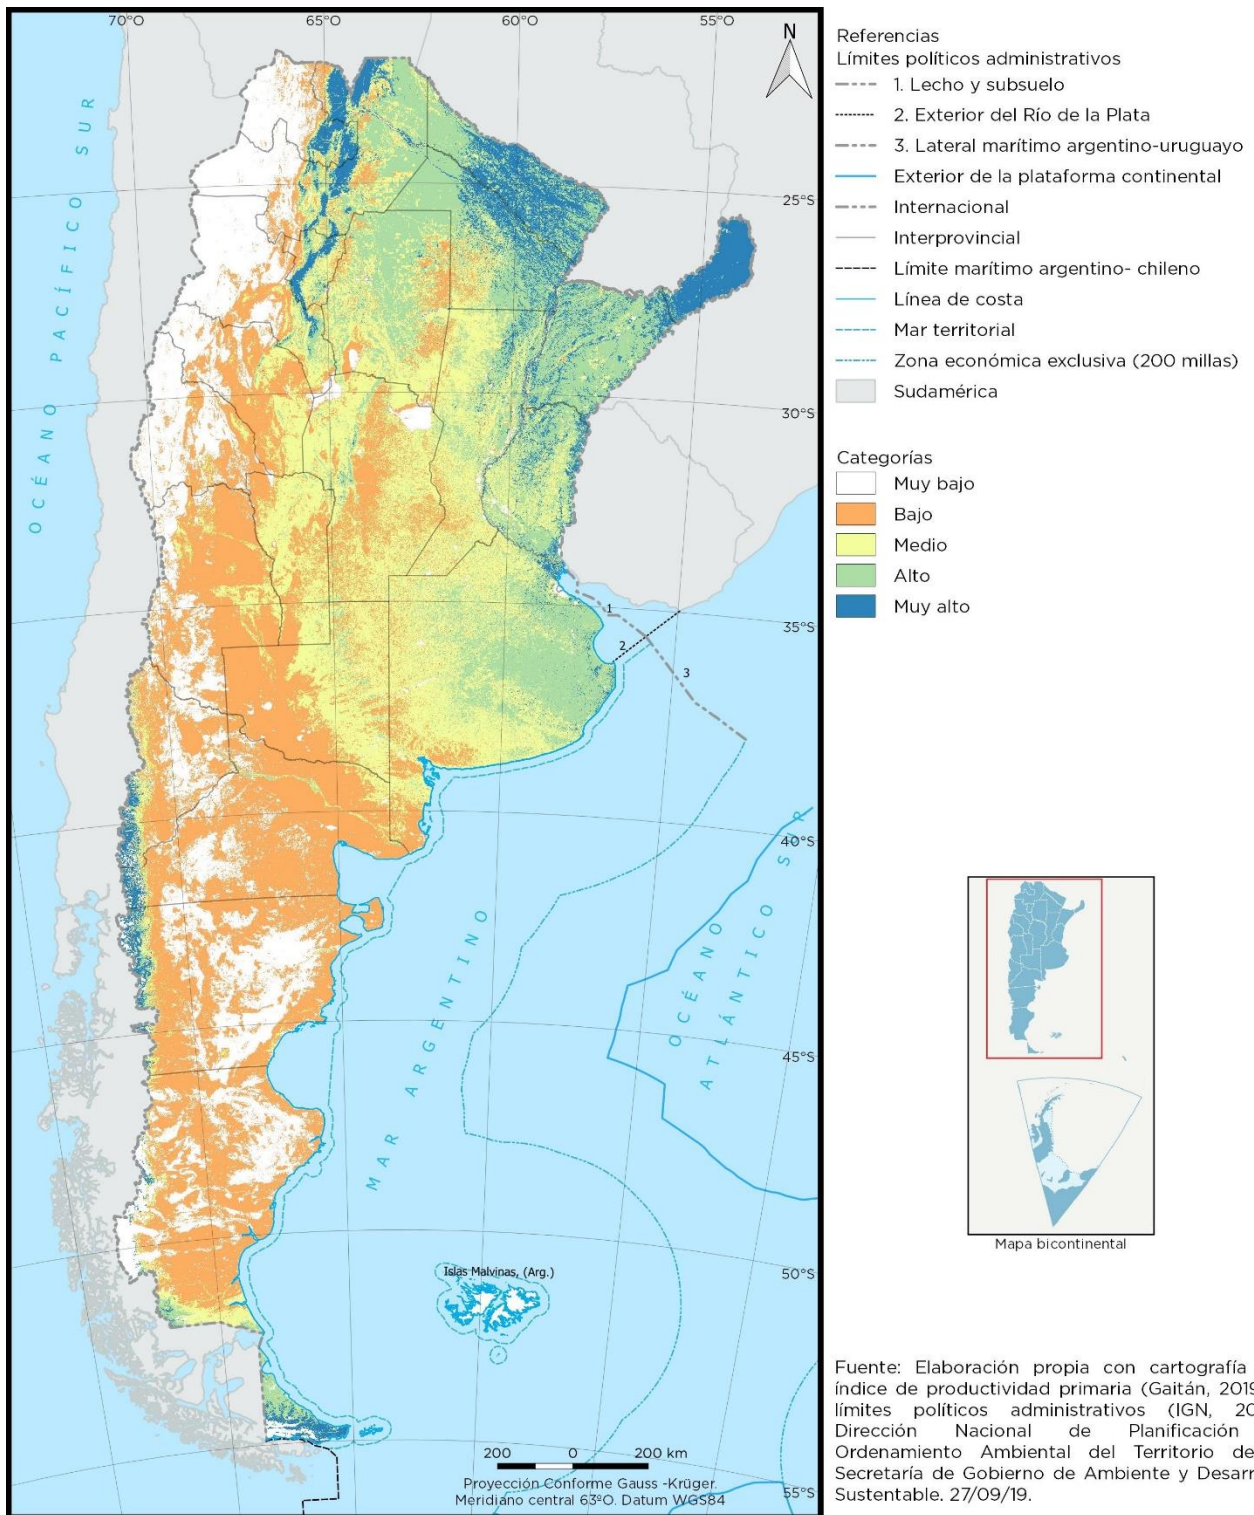 70°O 65°O 60°O 55°O
N
OCÉANO PACÍFICO SUR
25°S
30°S
35°S
40°S
45°S
50°S
55°S
1
2
3
MAR ARGENTINO
OCÉANO
ATLÁNTICO SUR
Islas Malvinas, (Arg.)
200 0 200 km
Proyección Conforme Gauss -Krüger.
Meridiano central 63ºO. Datum WGS84
Referencias
Límites políticos administrativos
1. Lecho y subsuelo
2. Exterior del Río de la Plata
3. Lateral marítimo argentino-uruguayo
Exterior de la plataforma continental
Internacional
Interprovincial
Límite marítimo argentino- chileno
Línea de costa
Mar territorial
Zona económica exclusiva (200 millas)
Sudamérica
Categorías
Muy bajo
Bajo
Medio
Alto
Muy alto
Mapa bicontinental
Fuente: Elaboración propia con cartografía
índice de productividad primaria (Gaitán, 2019
límites políticos administrativos (IGN, 20
Dirección Nacional de Planificación
Ordenamiento Ambiental del Territorio de
Secretaría de Gobierno de Ambiente y Desarr
Sustentable. 27/09/19.